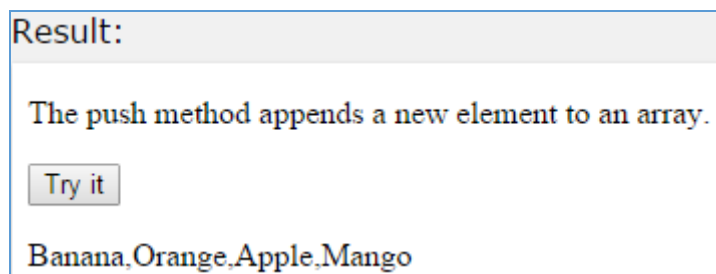 Result:
The push method appends a new element to an array.
Try it
Banana,Orange,Apple,Mango